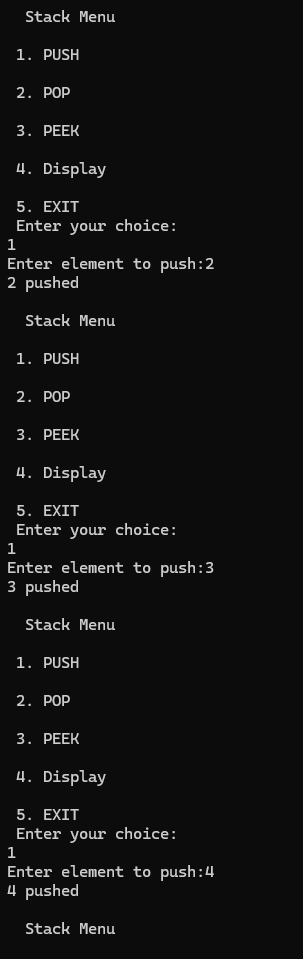 Stack Menu
1. PUSH
2. POP
3. PEEK
4. Display
5. EXIT
Enter your choice:
1
Enter element to push:2
2 pushed
Stack Menu
1. PUSH
2. POP
3. PEEK
4. Display
5. EXIT
Enter your choice:
1
Enter element to push:3
3 pushed
Stack Menu
1. PUSH
2. POP
3. PEEK
4. Display
5. EXIT
Enter your choice:
1
Enter element to push:4
4 pushed
Stack Menu